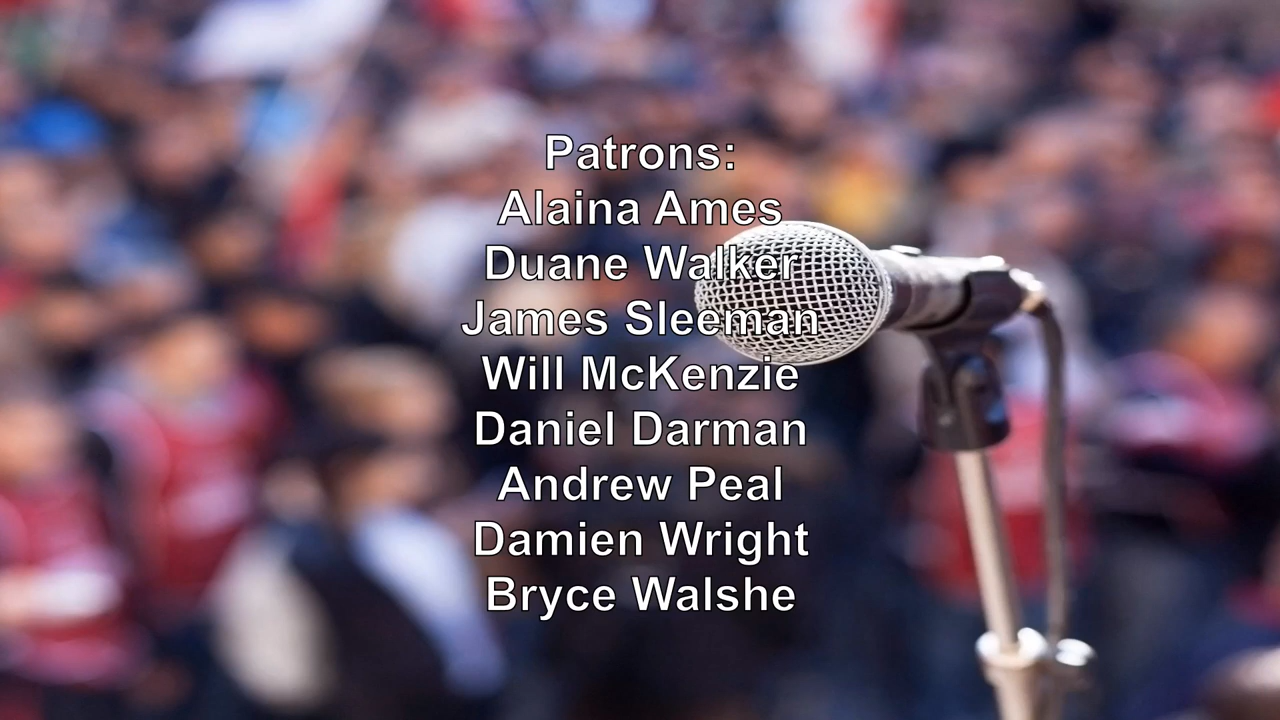 Patrons:
Alaina Ames
Duane Walker
James Sleeman
Will McKenzie
Daniel Darman
Andrew Peal
Damien Wright
Bryce Walshe